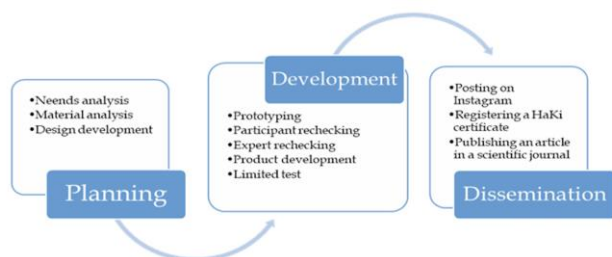 •Neends analysis
•Material analysis
•Design development
Planning
Development
•Prototyping
•Participant rechecking
•Expert rechecking
•Product development
•Limited test
•Posting on
Instagram
•Registering a HaKi
certificate
•Publishing an article
in a scientific journal
Dissemination